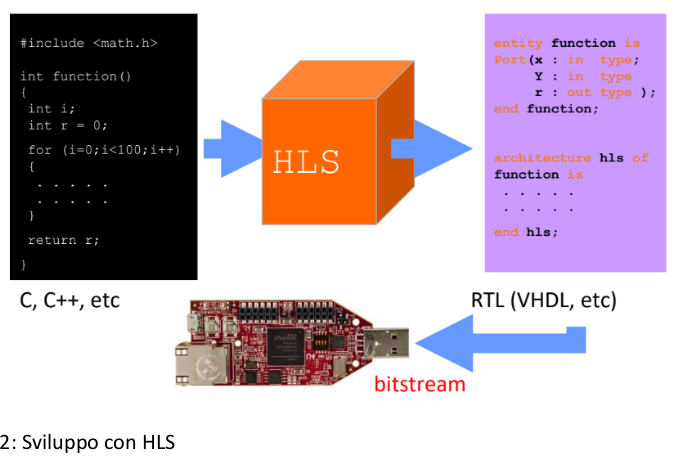 #include <math.h>
int function()
{
int i;
int r = 0;
for (i=0;i<100;i++)
{
. . . . .
. . . . .
}
return r;
}
C, C++, etc
HLS
entity function is
Port(x : in type;
Y : in type
r : out type );
end function;
architecture hls of
function is
. . . . .
. . . . .
end hls;
RTL (VHDL, etc)
bitstream
2: Sviluppo con HLS